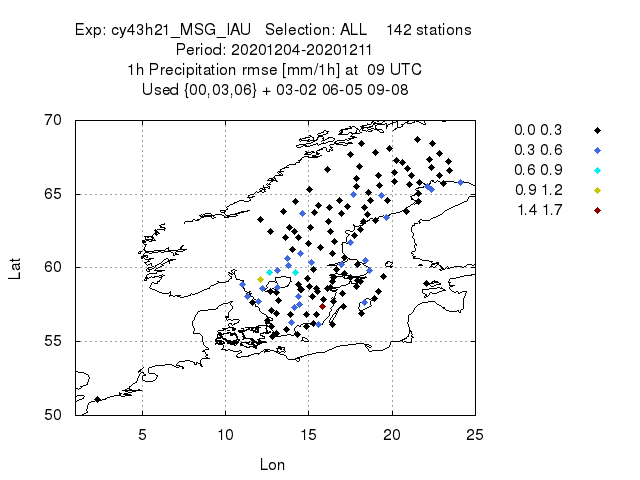 Exp: cy43h21_MSG_IAU Selection: ALL 142 stations
Period: 20201204-20201211
1h Precipitation rmse [mm/1h] at 09 UTC
Used {00,03,06} + 03-02 06-05 09-08
70
65
60
55
50
Lat
5
10
15
20
25
Lon
0.0 0.3
0.3 0.6
0.6 0.9
0.9 1.2
1.4 1.7